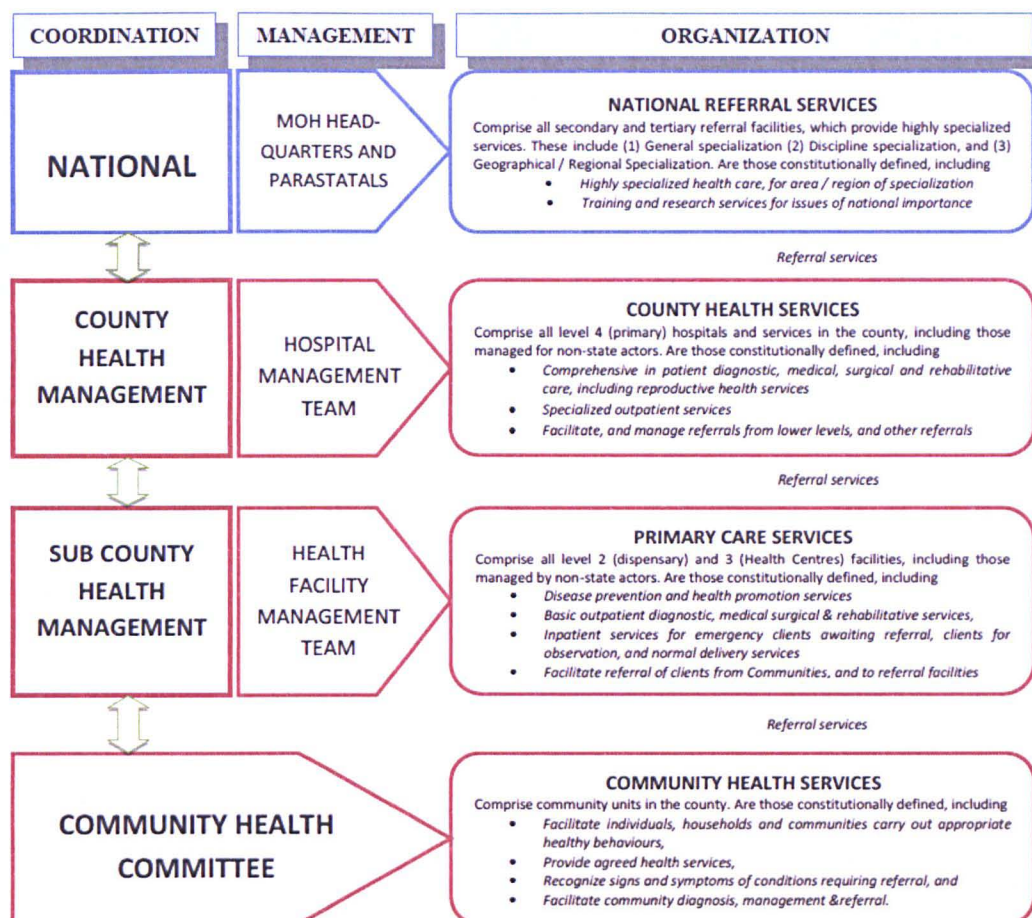 COORDINATION
MANAGEMENT
ORGANIZATION
NATIONAL
MOH HEAD-
QUARTERS AND
PARASTATALS
NATIONAL REFERRAL SERVICES
Comprise all secondary and tertiary referral facilities, which provide highly specialized
services. These include (1) General specialization (2) Discipline specialization, and (3)
Geographical / Regional Specialization. Are those constitutionally defined, including
• Highly specialized health care, for area / region of specialization
• Training and research services for issues of national importance
Referral services
COUNTY
HEALTH
MANAGEMENT
HOSPITAL
MANAGEMENT
TEAM
COUNTY HEALTH SERVICES
Comprise all level 4 (primary) hospitals and services in the county, including those
managed for non-state actors. Are those constitutionally defined, including
• Comprehensive in patient diagnostic, medical, surgical and rehabilitative
care, including reproductive health services
• Specialized outpatient services
• Facilitate, and manage referrals from lower levels, and other referrals
Referral services
SUB COUNTY
HEALTH
MANAGEMENT
HEALTH
FACILITY
MANAGEMENT
TEAM
PRIMARY CARE SERVICES
Comprise all level 2 (dispensary) and 3 (Health Centres) facilities, including those
managed by non-state actors. Are those constitutionally defined, including
• Disease prevention and health promotion services
• Basic outpatient diagnostic, medical surgical & rehabilitative services,
• Inpatient services for emergency clients awaiting referral, clients for
observation, and normal delivery services
• Facilitate referral of clients from Communities, and to referral facilities
Referral services
COMMUNITY HEALTH
COMMITTEE
COMMUNITY HEALTH SERVICES
Comprise community units in the county. Are those constitutionally defined, including
• Facilitate individuals, households and communities carry out appropriate
healthy behaviours,
• Provide agreed health services,
• Recognize signs and symptoms of conditions requiring referral, and
• Facilitate community diagnosis, management &referral.